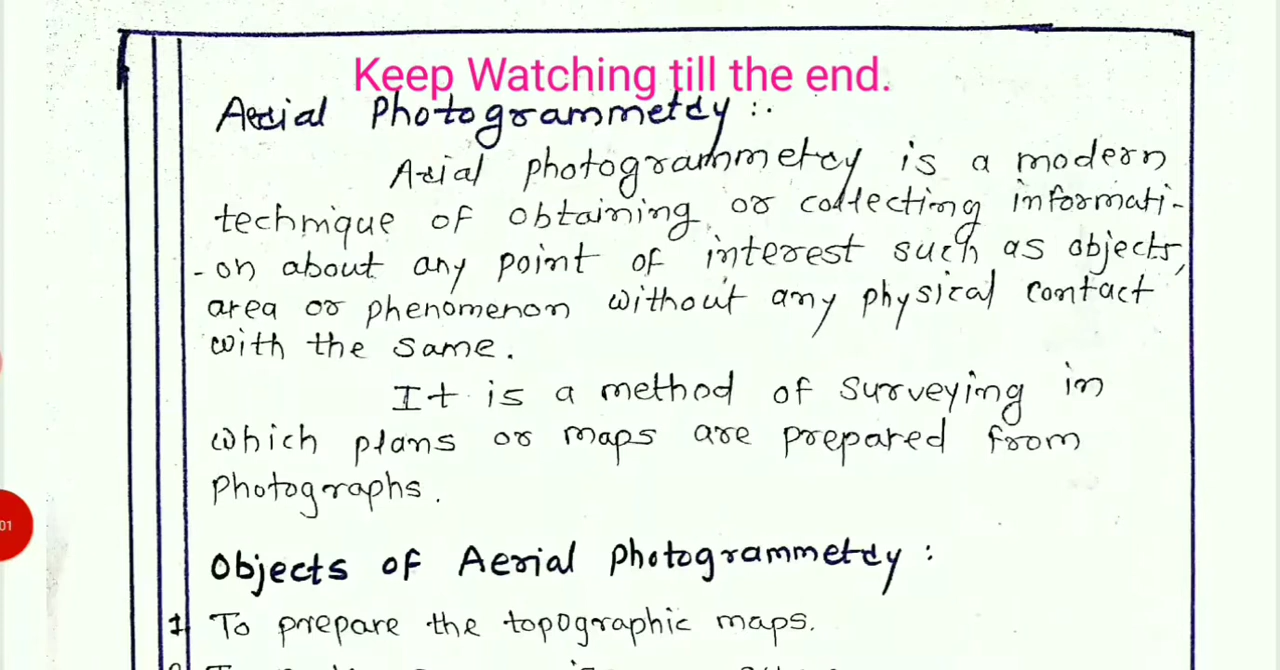 Keep Watching till the end.
Aerial Photogrammetry :-
Arial photogrammetry is a modern
technique of obtaining or collecting informati-
-on about any point of interest such as objects,
area or phenomenon without any physical contact
with the same.
It is a method of surveying in
which plans or maps are prepared from
Photographs.
Objects of Aerial Photogrammetry :
1. To prepare the topographic maps.
01